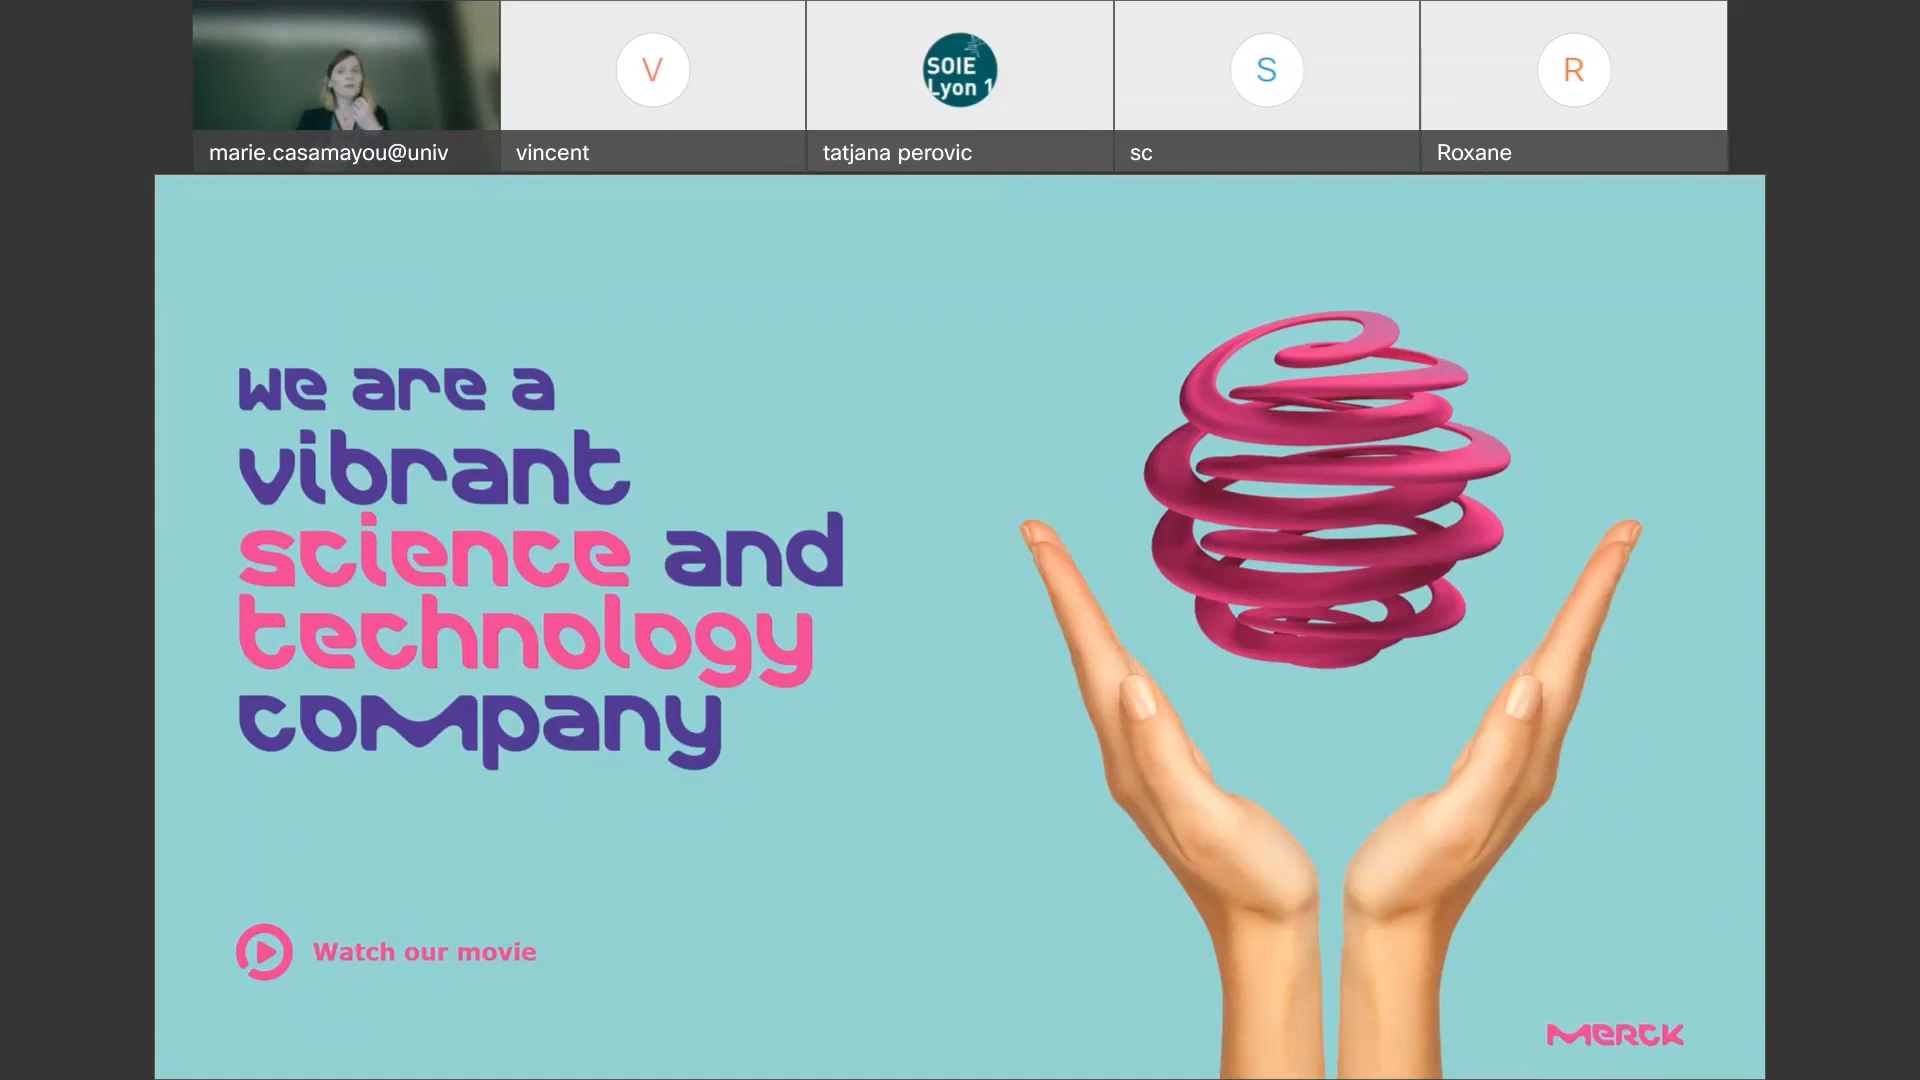 V
SOIE
Lyon 1
S
R
marie.casamayou@univ
vincent
tatjana perovic
sc
Roxane
we are a
vibrant
science and
technology
company
Watch our movie
MERCK